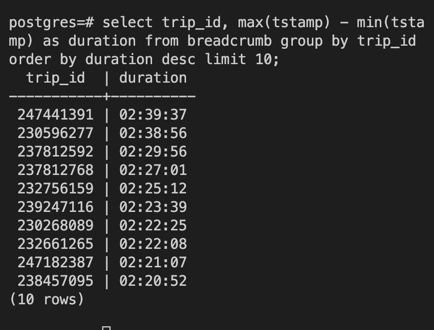 postgres=# select trip_id, max(tstamp) - min(tsta
mp) as duration from breadcrumb group by trip_id
order by duration desc limit 10;
  trip_id  | duration
-----------+----------
 247441391 | 02:39:37
 230596277 | 02:38:56
 237812592 | 02:29:56
 237812768 | 02:27:01
 232756159 | 02:25:12
 239247116 | 02:23:39
 230268089 | 02:22:25
 232661265 | 02:22:08
 247182387 | 02:21:07
 238457095 | 02:20:52
(10 rows)